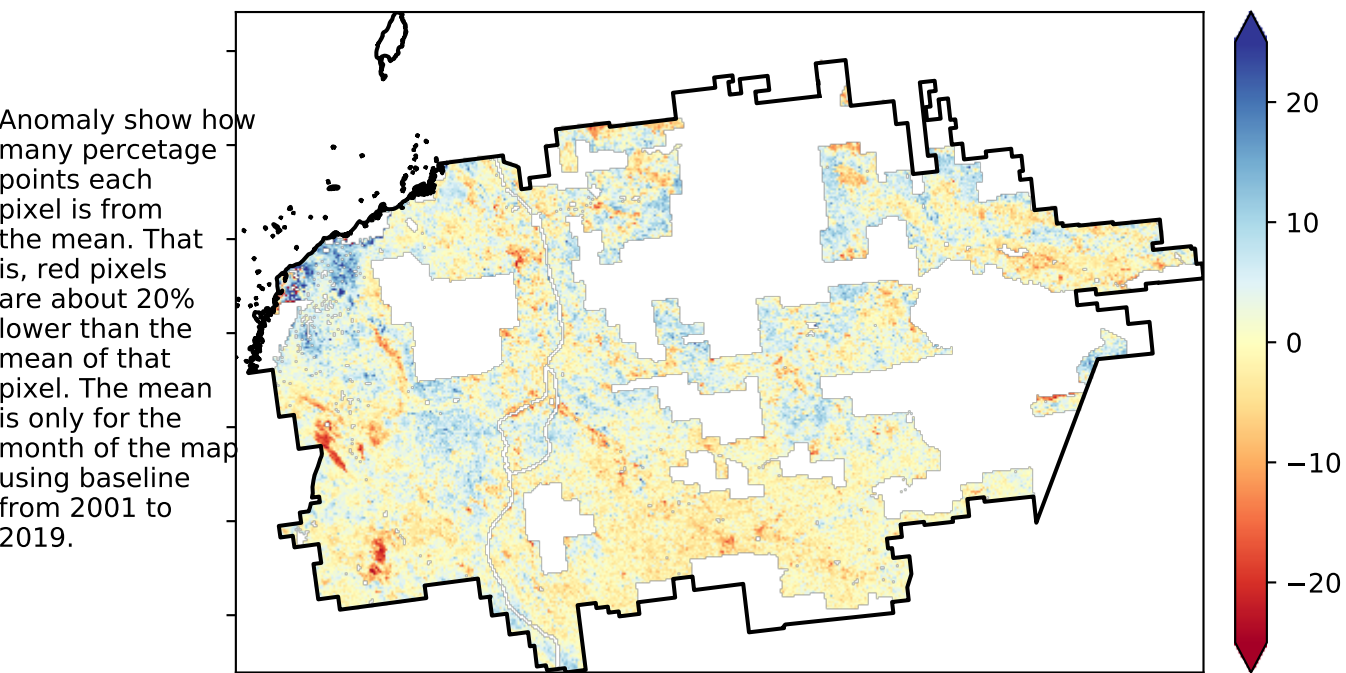 Anomaly show how
many percetage
points each
pixel is from
the mean. That
is, red pixels
are about 20%
lower than the
mean of that
pixel. The mean
is only for the
month of the map
using baseline
from 2001 to
2019.
20
10
0
−10
−20